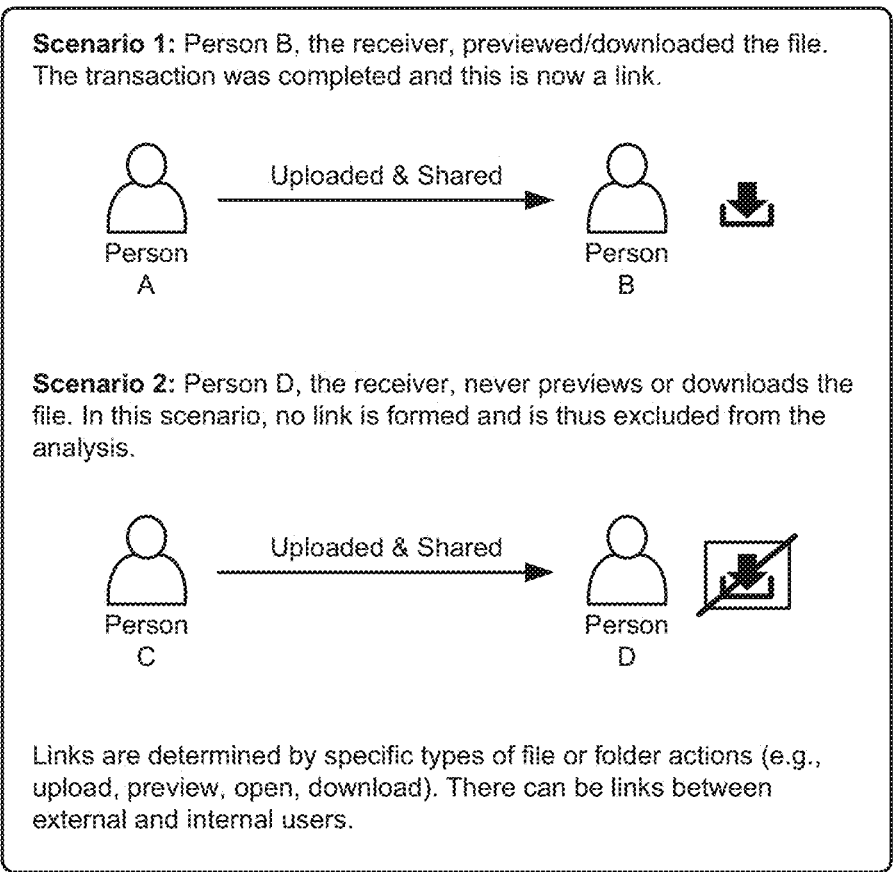 Scenario 1: Person B, the receiver, previewed/downloaded the file.
The transaction was completed and this is now a link.
Uploaded & Shared
Person
A
Person
B
Scenario 2: Person D, the receiver, never previews or downloads the
file. In this scenario, no link is formed and is thus excluded from the
analysis.
Uploaded & Shared
Person
C
Person
D
Links are determined by specific types of file or folder actions (e.g.,
upload, preview, open, download). There can be links between
external and internal users.